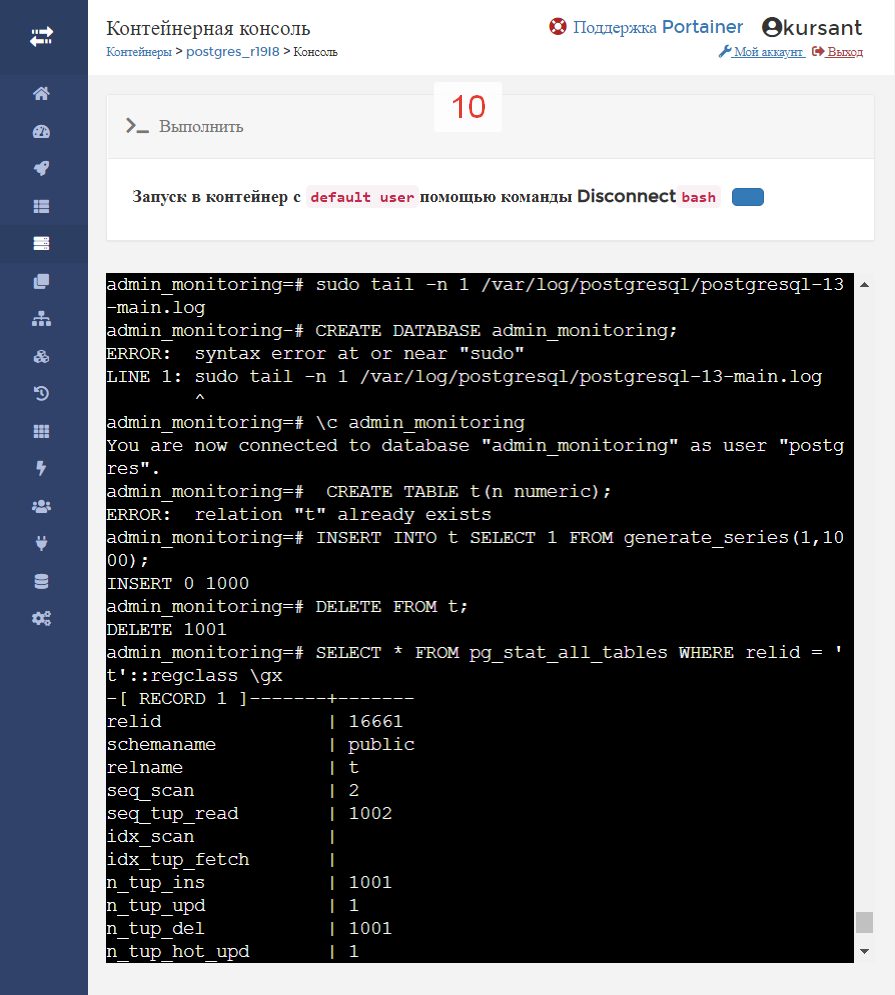 Контейнерная консоль
Поддержка Portainer
kursant
Контейнеры > postgres_r19l8 > Консоль
Мой аккаунт Выход
10
>_ Выполнить
Запуск в контейнер с default user помощью команды Disconnect bash
admin_monitoring=# sudo tail -n 1 /var/log/postgresql/postgresql-13
-main.log
admin_monitoring-# CREATE DATABASE admin_monitoring;
ERROR:  syntax error at or near "sudo"
LINE 1: sudo tail -n 1 /var/log/postgresql/postgresql-13-main.log
^
admin_monitoring=# \c admin_monitoring
You are now connected to database "admin_monitoring" as user "postg
res".
admin_monitoring=#  CREATE TABLE t(n numeric);
ERROR:  relation "t" already exists
admin_monitoring=# INSERT INTO t SELECT 1 FROM generate_series(1,10
00);
INSERT 0 1000
admin_monitoring=# DELETE FROM t;
DELETE 1001
admin_monitoring=# SELECT * FROM pg_stat_all_tables WHERE relid = '
t'::regclass \gx
-[ RECORD 1 ]-------+-------
relid | 16661
schemaname | public
relname | t
seq_scan | 2
seq_tup_read | 1002
idx_scan |
idx_tup_fetch |
n_tup_ins | 1001
n_tup_upd | 1
n_tup_del | 1001
n_tup_hot_upd | 1